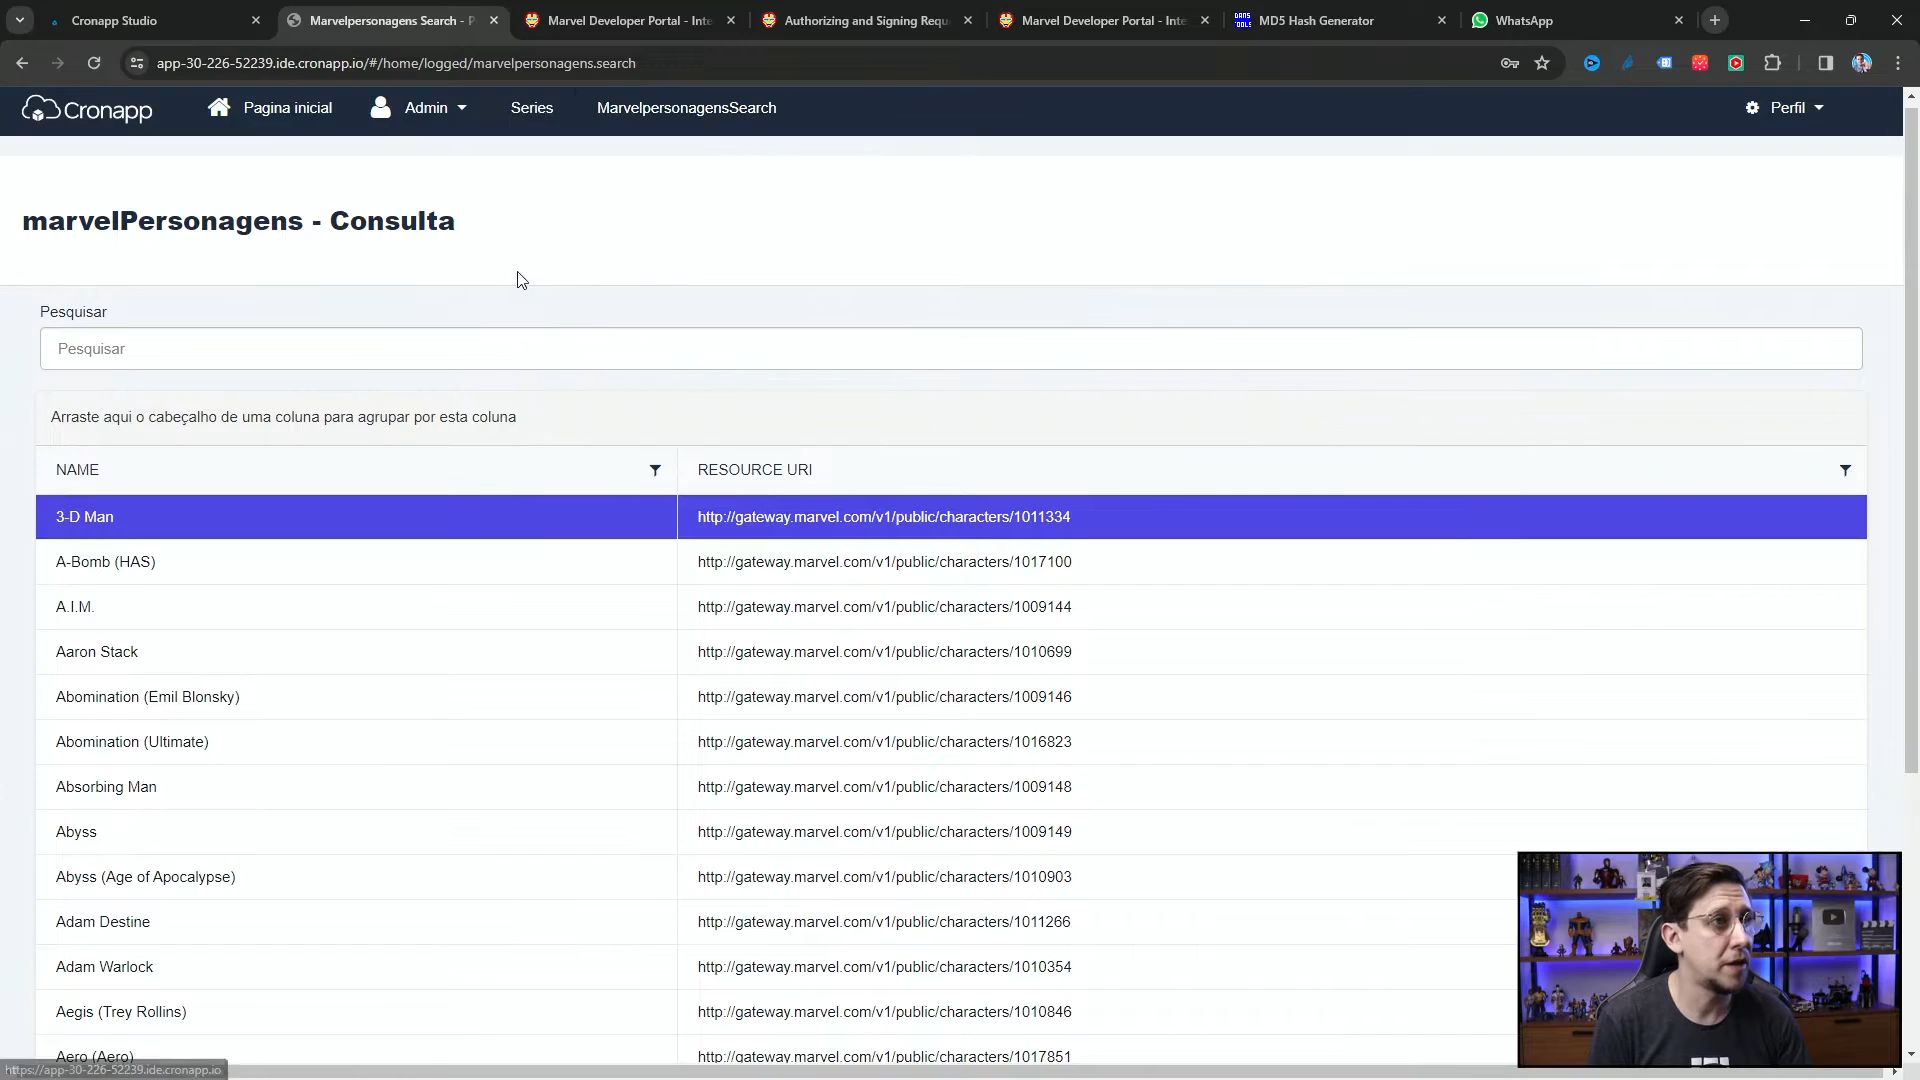 Cronapp Studio
Marvelpersonagens Search - P
Marvel Developer Portal - Inte
Authorizing and Signing Requ
Marvel Developer Portal - Inte
DANS TOOLS
MD5 Hash Generator
WhatsApp
app-30-226-52239.ide.cronapp.io/#/home/logged/marvelpersonagens.search
Cronapp
Pagina inicial
Admin
Series
MarvelpersonagensSearch
Perfil
marvelPersonagens - Consulta
Pesquisar
Pesquisar
Arraste aqui o cabeçalho de uma coluna para agrupar por esta coluna
NAME RESOURCE URI
3-D Man http://gateway.marvel.com/v1/public/characters/1011334
A-Bomb (HAS) http://gateway.marvel.com/v1/public/characters/1017100
A.I.M. http://gateway.marvel.com/v1/public/characters/1009144
Aaron Stack http://gateway.marvel.com/v1/public/characters/1010699
Abomination (Emil Blonsky) http://gateway.marvel.com/v1/public/characters/1009146
Abomination (Ultimate) http://gateway.marvel.com/v1/public/characters/1016823
Absorbing Man http://gateway.marvel.com/v1/public/characters/1009148
Abyss http://gateway.marvel.com/v1/public/characters/1009149
Abyss (Age of Apocalypse) http://gateway.marvel.com/v1/public/characters/1010903
Adam Destine http://gateway.marvel.com/v1/public/characters/1011266
Adam Warlock http://gateway.marvel.com/v1/public/characters/1010354
Aegis (Trey Rollins) http://gateway.marvel.com/v1/public/characters/1010846
Aero (Aero) http://gateway.marvel.com/v1/public/characters/1017851
https://app-30-226-52239.ide.cronapp.io